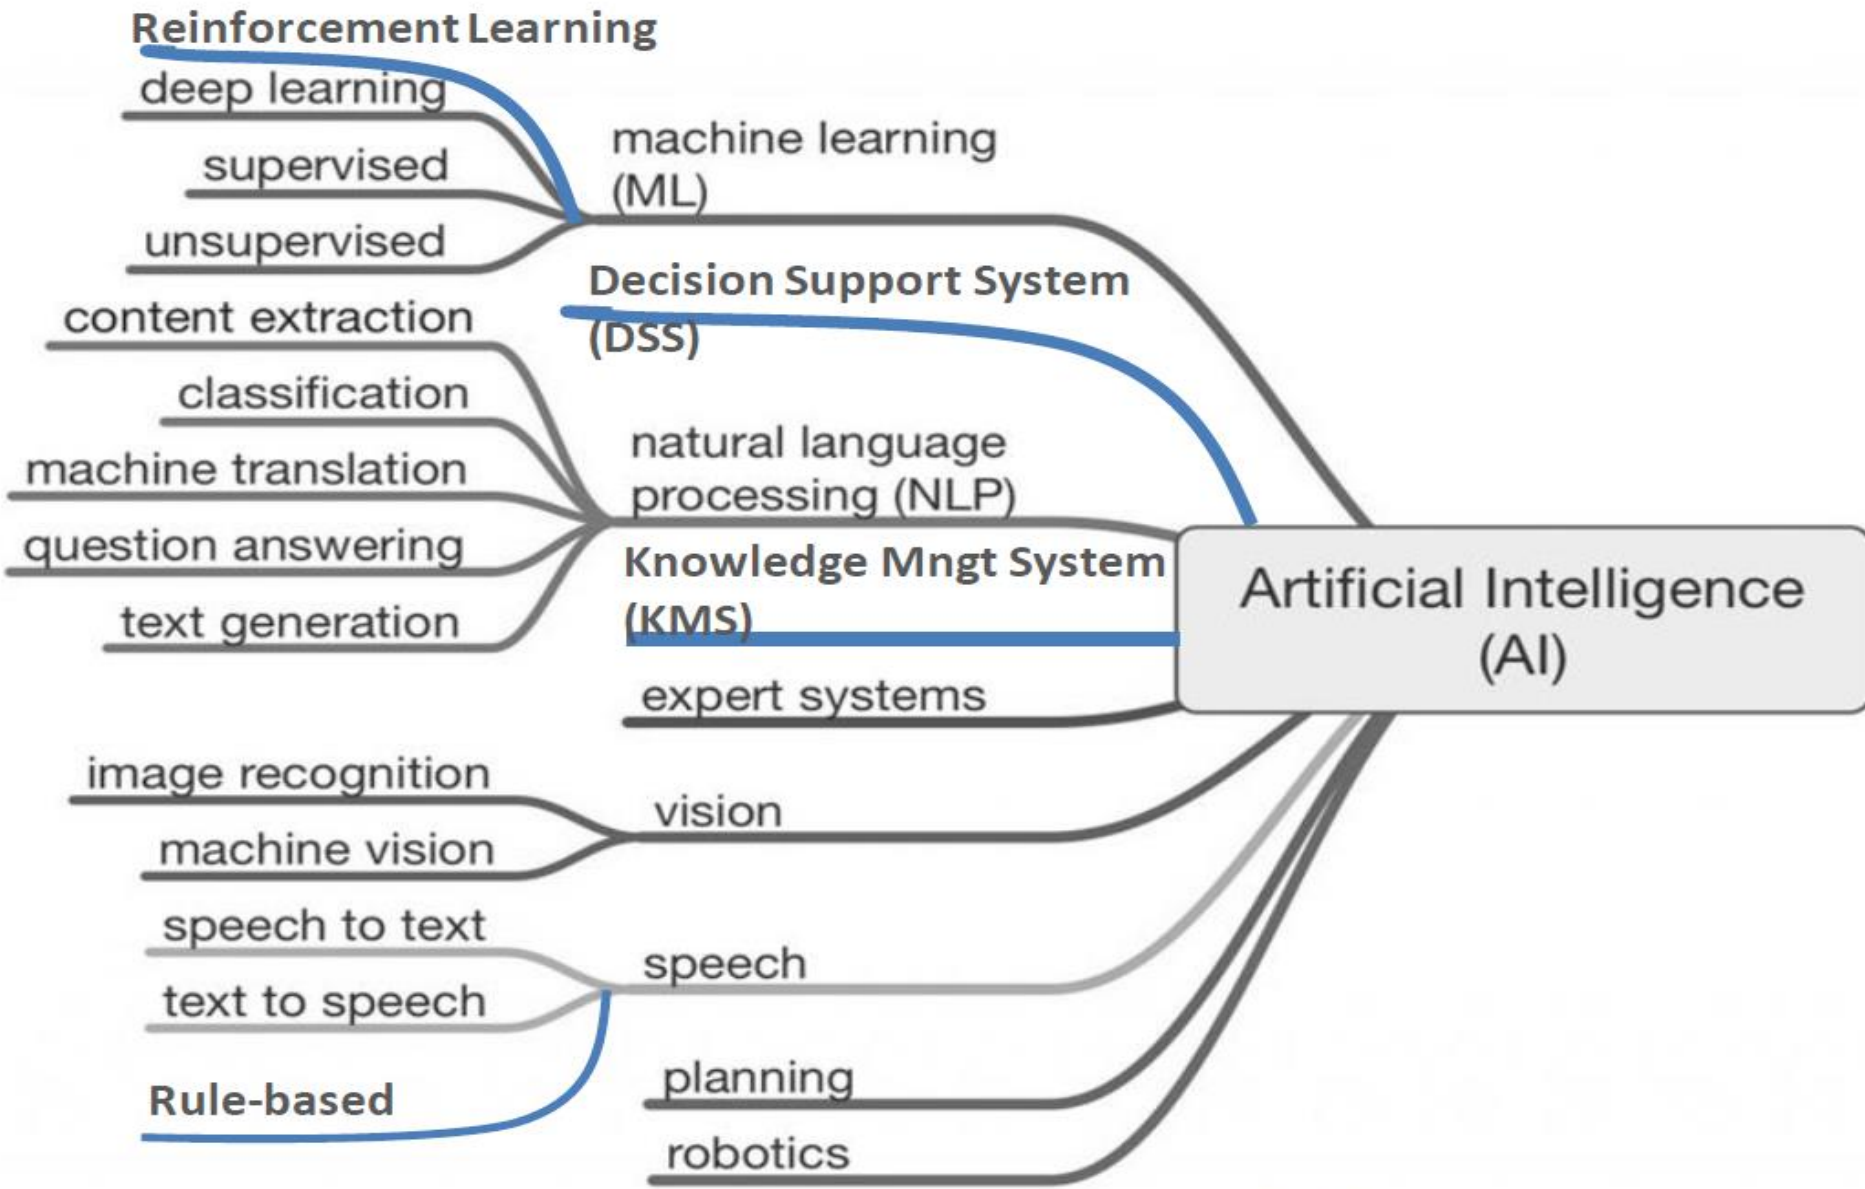 Reinforcement Learning
deep learning
supervised
unsupervised
machine learning
(ML)
Decision Support System
(DSS)
content extraction
classification
machine translation
question answering
text generation
natural language
processing (NLP)
Knowledge Mngt System
(KMS)
expert systems
Artificial Intelligence
(AI)
image recognition
machine vision
vision
speech to text
text to speech
Rule-based
speech
planning
robotics